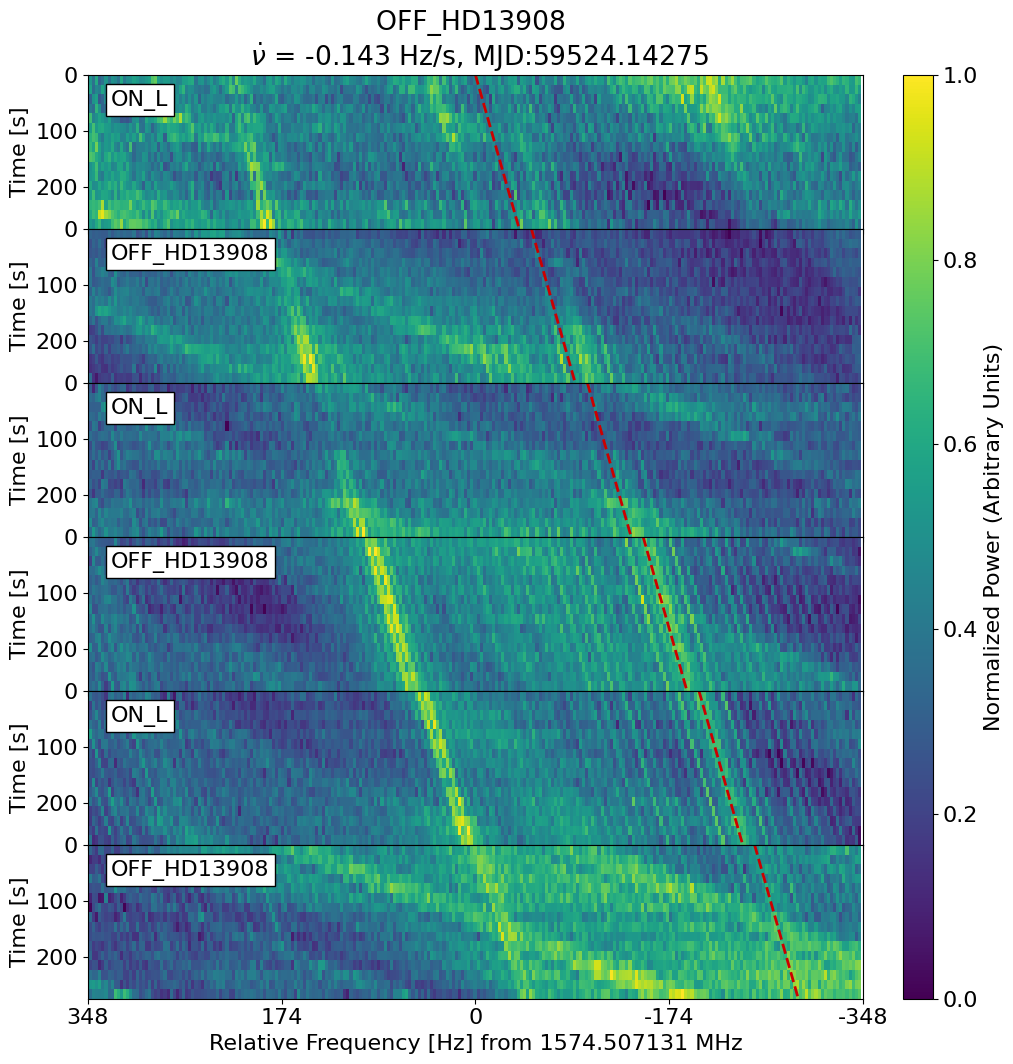 OFF_HD13908
ν̇ = -0.143 Hz/s, MJD:59524.14275
0
ON_L
100
Time [s]
200
0
OFF_HD13908
100
Time [s]
200
0
ON_L
100
Time [s]
200
0
OFF_HD13908
100
Time [s]
200
0
ON_L
100
Time [s]
200
0
OFF_HD13908
100
Time [s]
200
348 174 0 -174 -348
Relative Frequency [Hz] from 1574.507131 MHz
1.0
0.8
0.6
0.4
0.2
0.0
Normalized Power (Arbitrary Units)